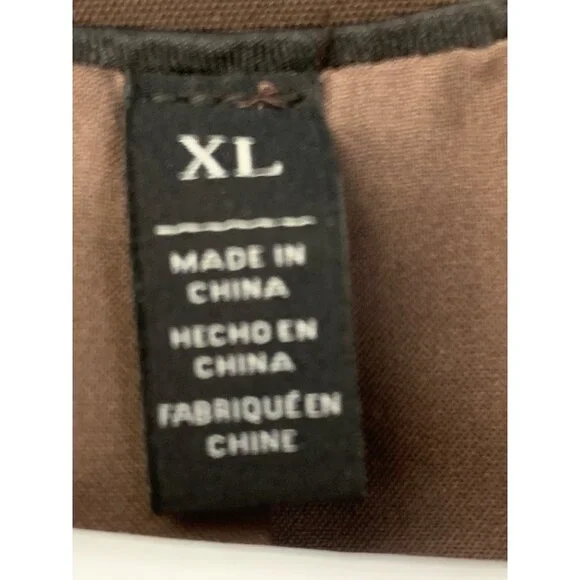 XL
MADE IN
CHINA
HECHO EN
CHINA
FABRIQUÉ EN
CHINE